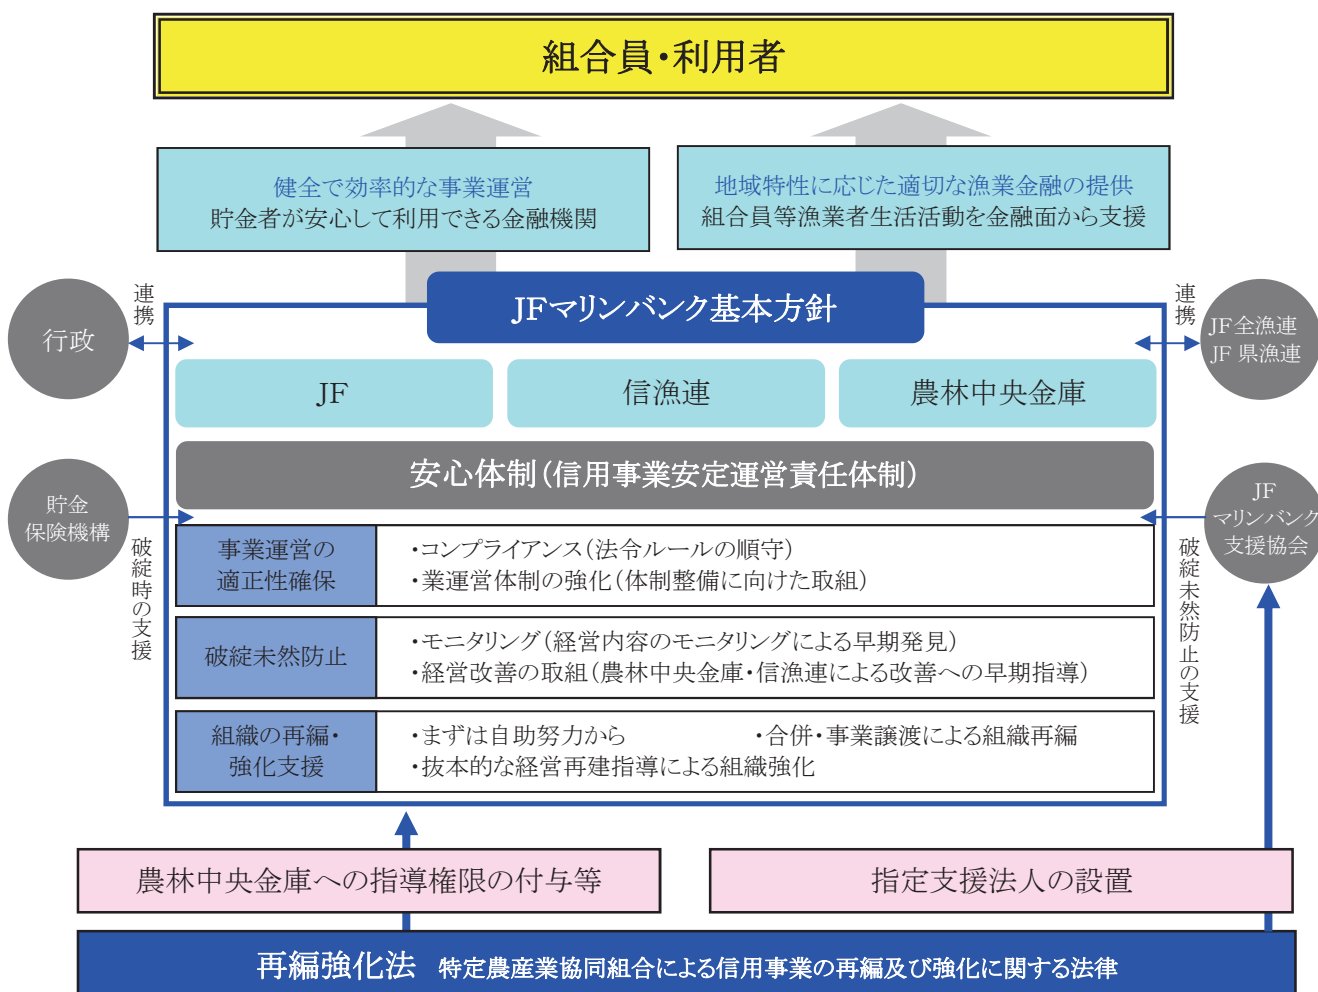 組合員・利用者
健全で効率的な事業運営
貯金者が安心して利用できる金融機関
地域特性に応じた適切な漁業金融の提供
組合員等漁業者生活活動を金融面から支援
JFマリンバンク基本方針
行政
連携
連携
JF全漁連
JF 県漁連
JF
信漁連
農林中央金庫
安心体制(信用事業安定運営責任体制)
貯金
保険機構
破綻時の支援
JF
マリンバンク
支援協会
破綻未然防止の支援
事業運営の
適正性確保
・コンプライアンス(法令ルールの順守)
・業運営体制の強化(体制整備に向けた取組)
破綻未然防止
・モニタリング(経営内容のモニタリングによる早期発見)
・経営改善の取組(農林中央金庫・信漁連による改善への早期指導)
組織の再編・
強化支援
・まずは自助努力から ・合併・事業譲渡による組織再編
・抜本的な経営再建指導による組織強化
農林中央金庫への指導権限の付与等
指定支援法人の設置
再編強化法 特定農産業協同組合による信用事業の再編及び強化に関する法律